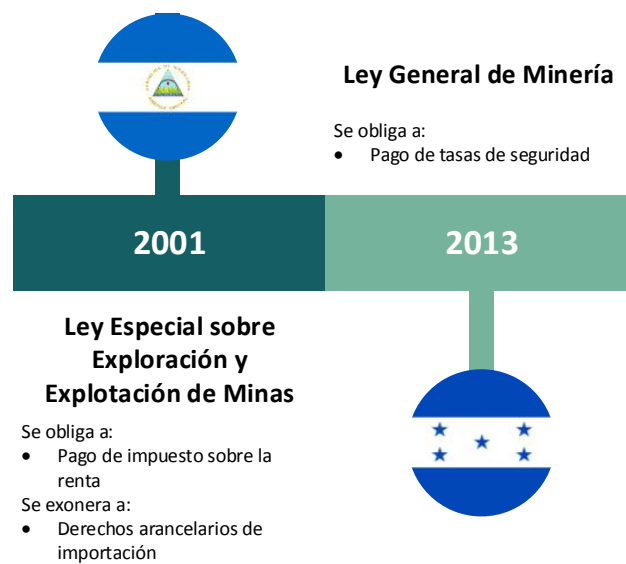 Ley General de Minería
Se obliga a:
• Pago de tasas de seguridad
2001
2013
Ley Especial sobre
Exploración y
Explotación de Minas
Se obliga a:
• Pago de impuesto sobre la
renta
Se exonera a:
• Derechos arancelarios de
importación